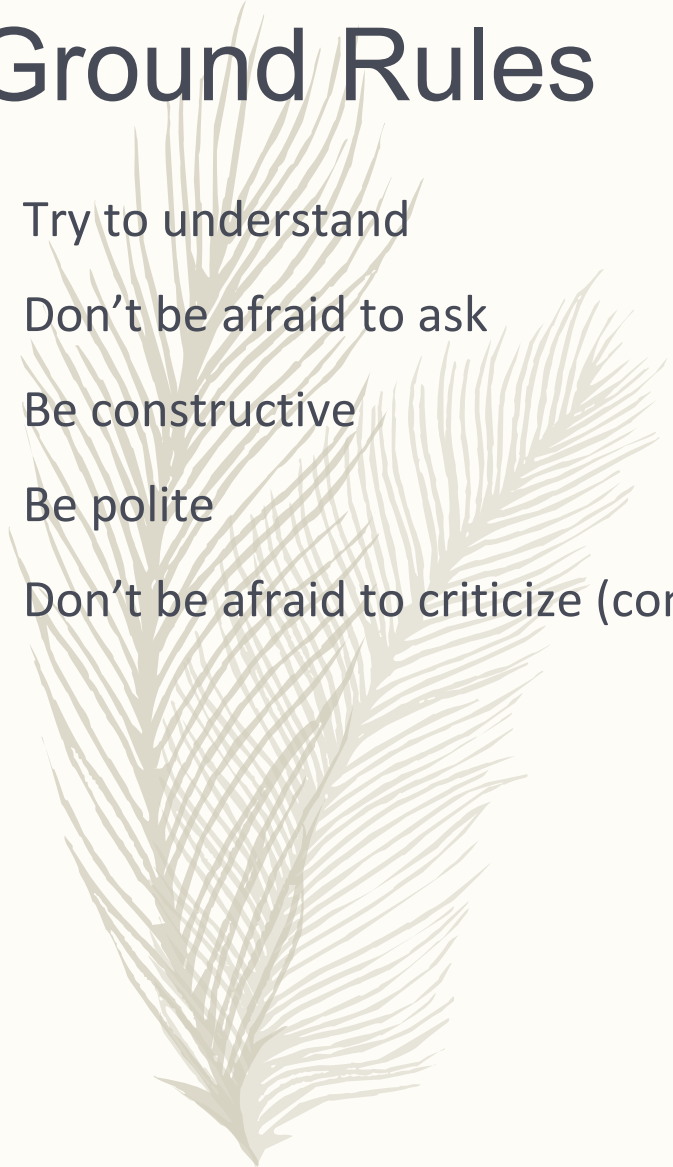 Ground Rules
Try to understand
Don’t be afraid to ask
Be constructive
Be polite
Don’t be afraid to criticize